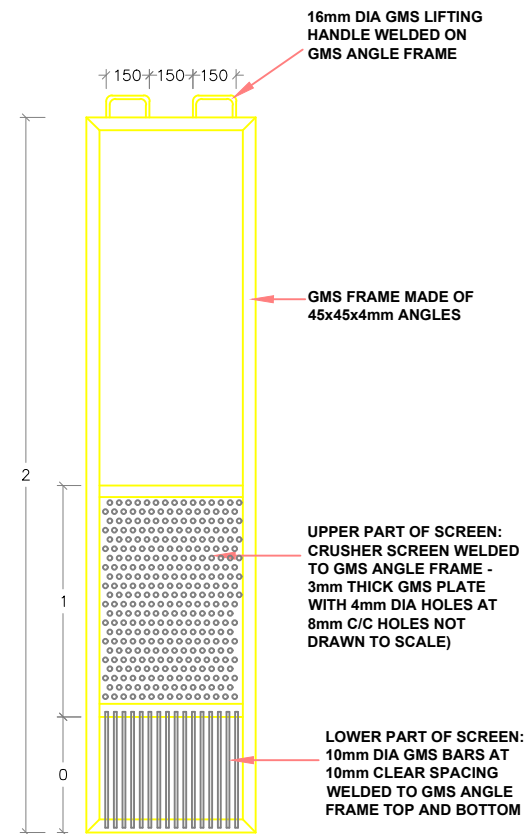 16mm DIA GMS LIFTING
HANDLE WELDED ON
GMS ANGLE FRAME
150 150 150
GMS FRAME MADE OF
45x45x4mm ANGLES
2
UPPER PART OF SCREEN:
CRUSHER SCREEN WELDED
TO GMS ANGLE FRAME -
3mm THICK GMS PLATE
WITH 4mm DIA HOLES AT
8mm C/C HOLES NOT
DRAWN TO SCALE)
1
LOWER PART OF SCREEN:
10mm DIA GMS BARS AT
10mm CLEAR SPACING
WELDED TO GMS ANGLE
FRAME TOP AND BOTTOM
0